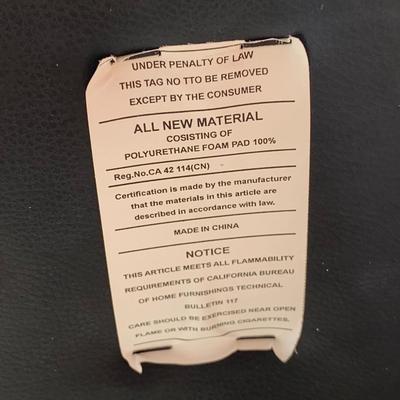 UNDER PENALTY OF LAW
THIS TAG NO TTO BE REMOVED
EXCEPT BY THE CONSUMER
ALL NEW MATERIAL
COSISTING OF
POLYURETHANE FOAM PAD 100%
Reg.No.CA 42 114(CN)
Certification is made by the manufacturer
that the materials in this article are
described in accordance with law.
MADE IN CHINA
NOTICE
THIS ARTICLE MEETS ALL FLAMMABILITY
REQUIREMENTS OF CALIFORNIA BUREAU
OF HOME FURNISHINGS TECHNICAL
BULLETIN 117
CARE SHOULD BE EXERCISED NEAR OPEN
FLAME OR WITH BURNING CIGARETTES.